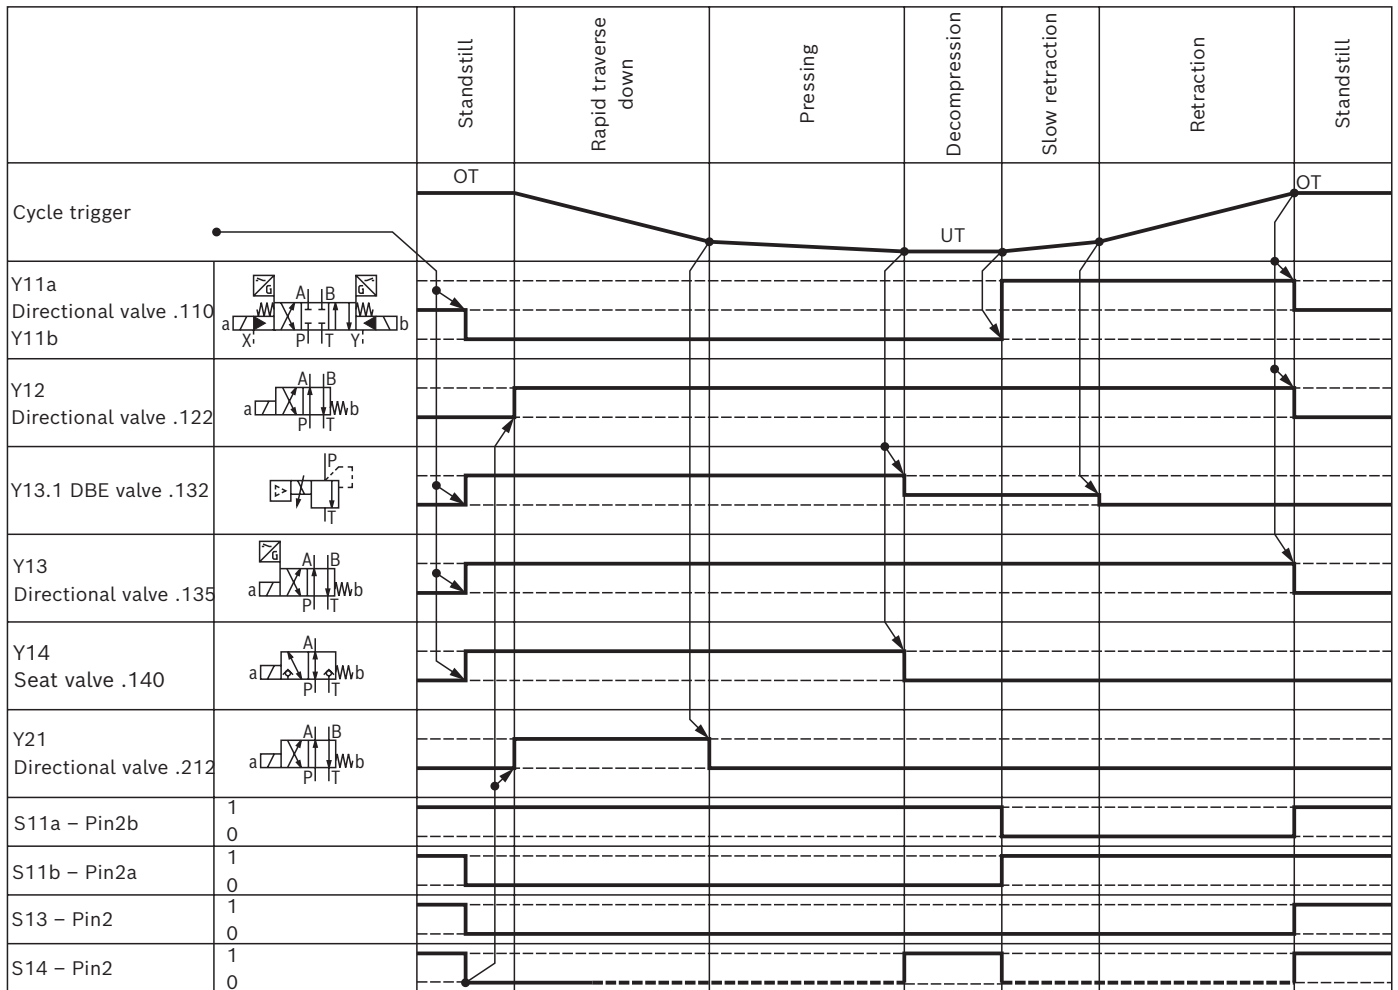 Standstill
Rapid traverse
down
Pressing
Decompression
Slow retraction
Retraction
Standstill
Cycle trigger
OT
UT
OT
Y11a
Directional valve .110
Y11b
A B
a b
X P T Y
G G
Y12
Directional valve .122
A B
a b
P T
Y13.1 DBE valve .132
P
T
Y13
Directional valve .135
G
A B
a b
P T
Y14
Seat valve .140
A
a b
P T
Y21
Directional valve .212
A B
a b
P T
S11a – Pin2b
1
0
S11b – Pin2a
1
0
S13 – Pin2
1
0
S14 – Pin2
1
0